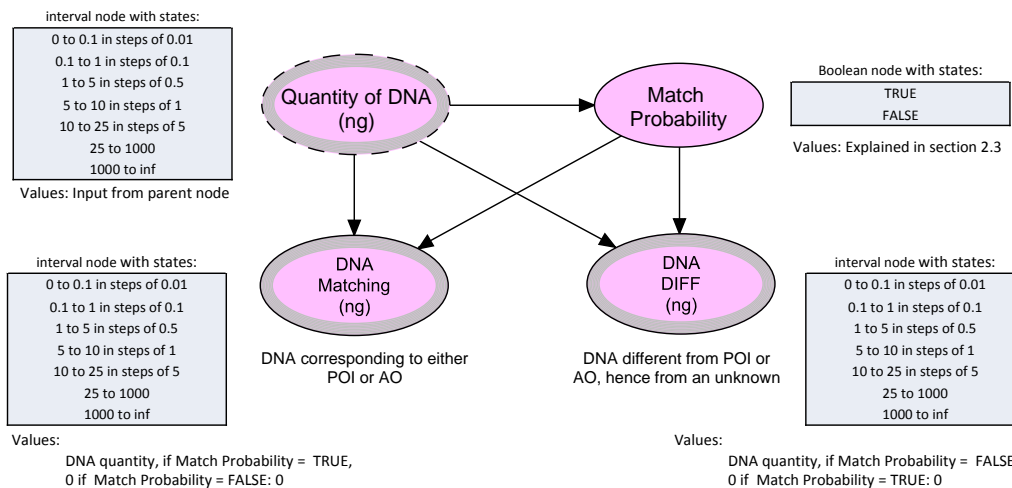 interval node with states:
0 to 0.1 in steps of 0.01
0.1 to 1 in steps of 0.1
1 to 5 in steps of 0.5
5 to 10 in steps of 1
10 to 25 in steps of 5
25 to 1000
1000 to inf
Values: Input from parent node
Quantity of DNA
(ng)
Match
Probability
Boolean node with states:
TRUE
FALSE
Values: Explained in section 2.3
interval node with states:
0 to 0.1 in steps of 0.01
0.1 to 1 in steps of 0.1
1 to 5 in steps of 0.5
5 to 10 in steps of 1
10 to 25 in steps of 5
25 to 1000
1000 to inf
Values:
DNA quantity, if Match Probability = TRUE,
0 if Match Probability = FALSE: 0
DNA
Matching
(ng)
DNA corresponding to either
POI or AO
DNA
DIFF
(ng)
DNA different from POI or
AO, hence from an unknown
interval node with states:
0 to 0.1 in steps of 0.01
0.1 to 1 in steps of 0.1
1 to 5 in steps of 0.5
5 to 10 in steps of 1
10 to 25 in steps of 5
25 to 1000
1000 to inf
Values:
DNA quantity, if Match Probability = FALSE
0 if Match Probability = TRUE: 0